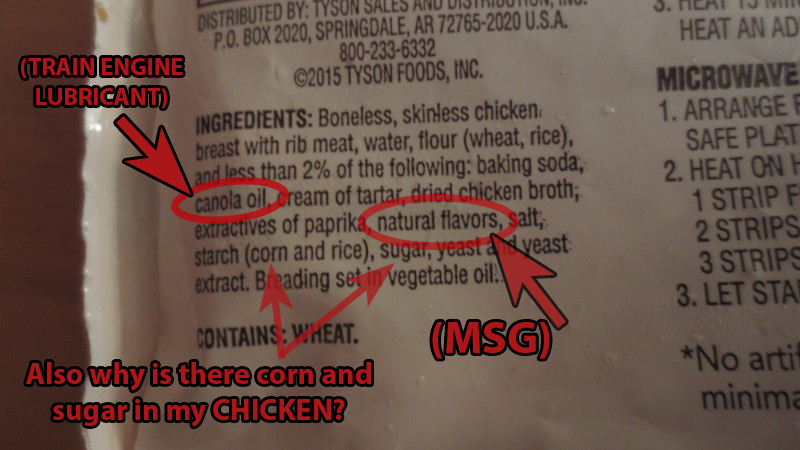 DISTRIBUTED BY: TYSON SALES AND DISTRIBUTION, INC.
P.O. BOX 2020, SPRINGDALE, AR 72765-2020 U.S.A.
800-233-6332
©2015 TYSON FOODS, INC.
(TRAIN ENGINE
LUBRICANT)
INGREDIENTS: Boneless, skinless chicken
breast with rib meat, water, flour (wheat, rice),
and less than 2% of the following: baking soda,
canola oil, cream of tartar, dried chicken broth,
extractives of paprika, natural flavors, salt,
starch (corn and rice), sugar, yeast and yeast
extract. Breading set in vegetable oil.
CONTAINS: WHEAT.
(MSG)
Also why is there corn and
sugar in my CHICKEN?
HEAT AN AD
MICROWAVE
1. ARRANGE F
SAFE PLAT
2. HEAT ON H
1 STRIP F
2 STRIPS
3 STRIPS
3. LET STA
*No artif
minima